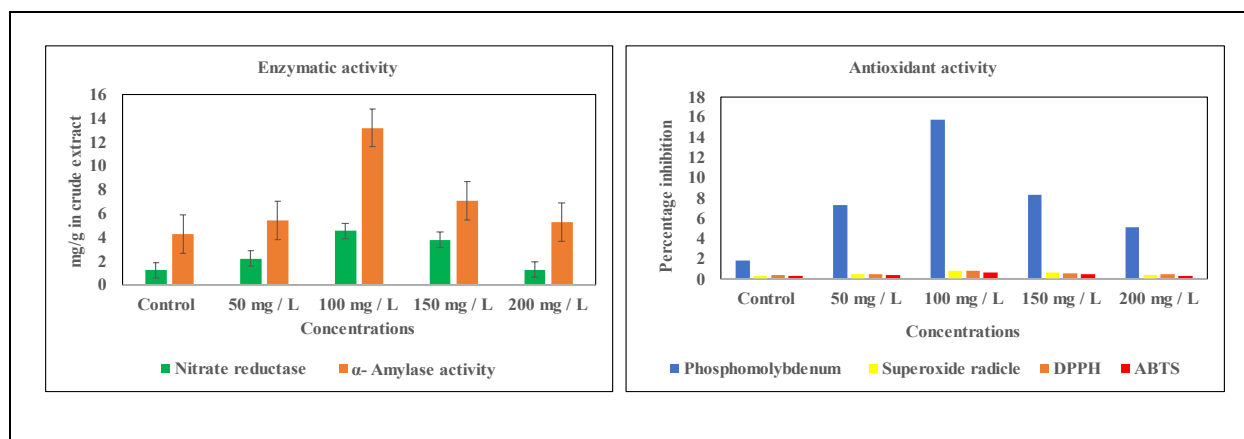 Enzymatic activity
16
14
12
10
8
6
4
2
0
mg/g in crude extract
Control 50 mg / L 100 mg / L 150 mg / L 200 mg / L
Concentrations
Nitrate reductase α- Amylase activity
Antioxidant activity
18
16
14
12
10
8
6
4
2
0
Percentage inhibition
Control 50 mg / L 100 mg / L 150 mg / L 200 mg / L
Concentrations
Phosphomolybdenum Superoxide radicle DPPH ABTS